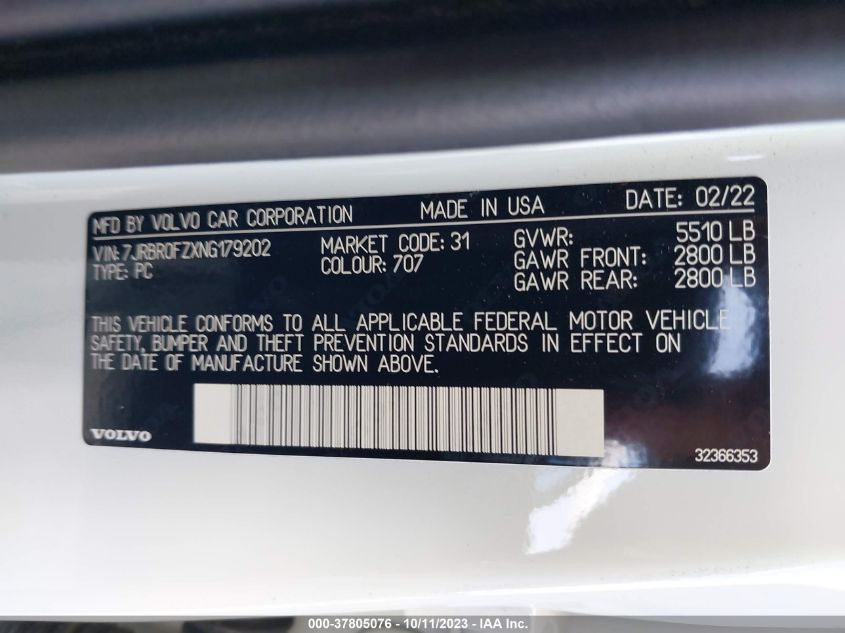 MFD BY VOLVO CAR CORPORATION MADE IN USA DATE: 02/22
VIN: 7JRBR0FZXNG179202 MARKET CODE: 31 GVWR: 5510 LB
TYPE: PC COLOUR: 707 GAWR FRONT: 2800 LB
GAWR REAR: 2800 LB
THIS VEHICLE CONFORMS TO ALL APPLICABLE FEDERAL MOTOR VEHICLE
SAFETY, BUMPER AND THEFT PREVENTION STANDARDS IN EFFECT ON
THE DATE OF MANUFACTURE SHOWN ABOVE.
VOLVO
32366353
000-37805076 - 10/11/2023 - IAA Inc.